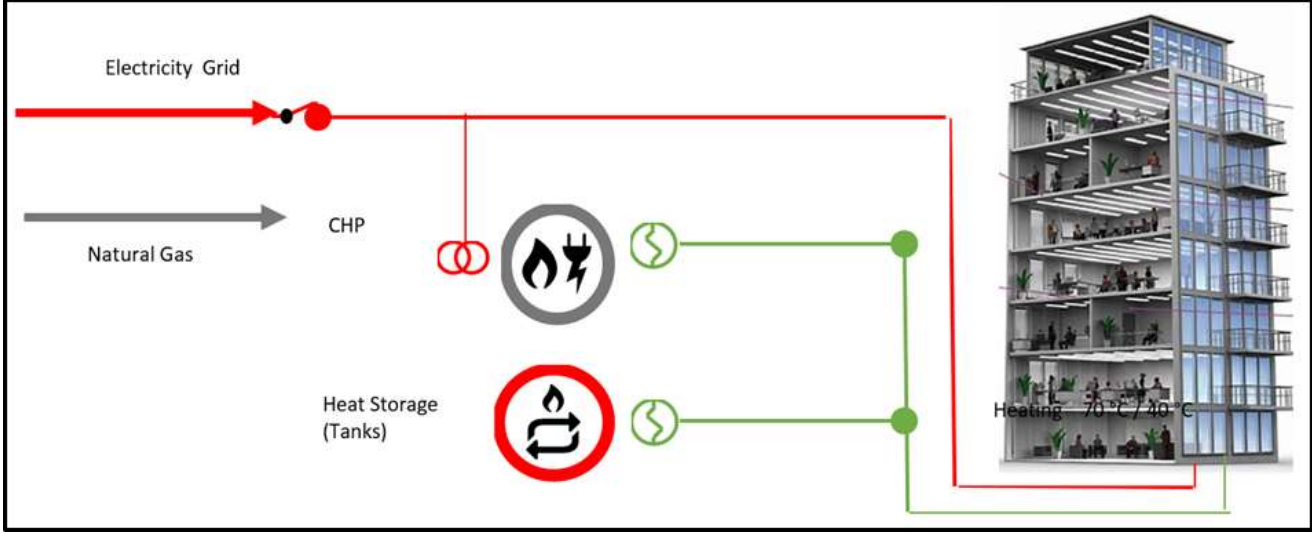 Electricity Grid
Natural Gas
CHP
Heat Storage
(Tanks)
Heating 70 °C / 40 °C